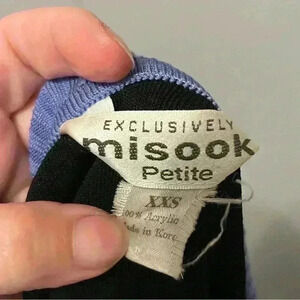 EXCLUSIVELY
misook
Petite
XXS
100% Acrylic
Made in Korea